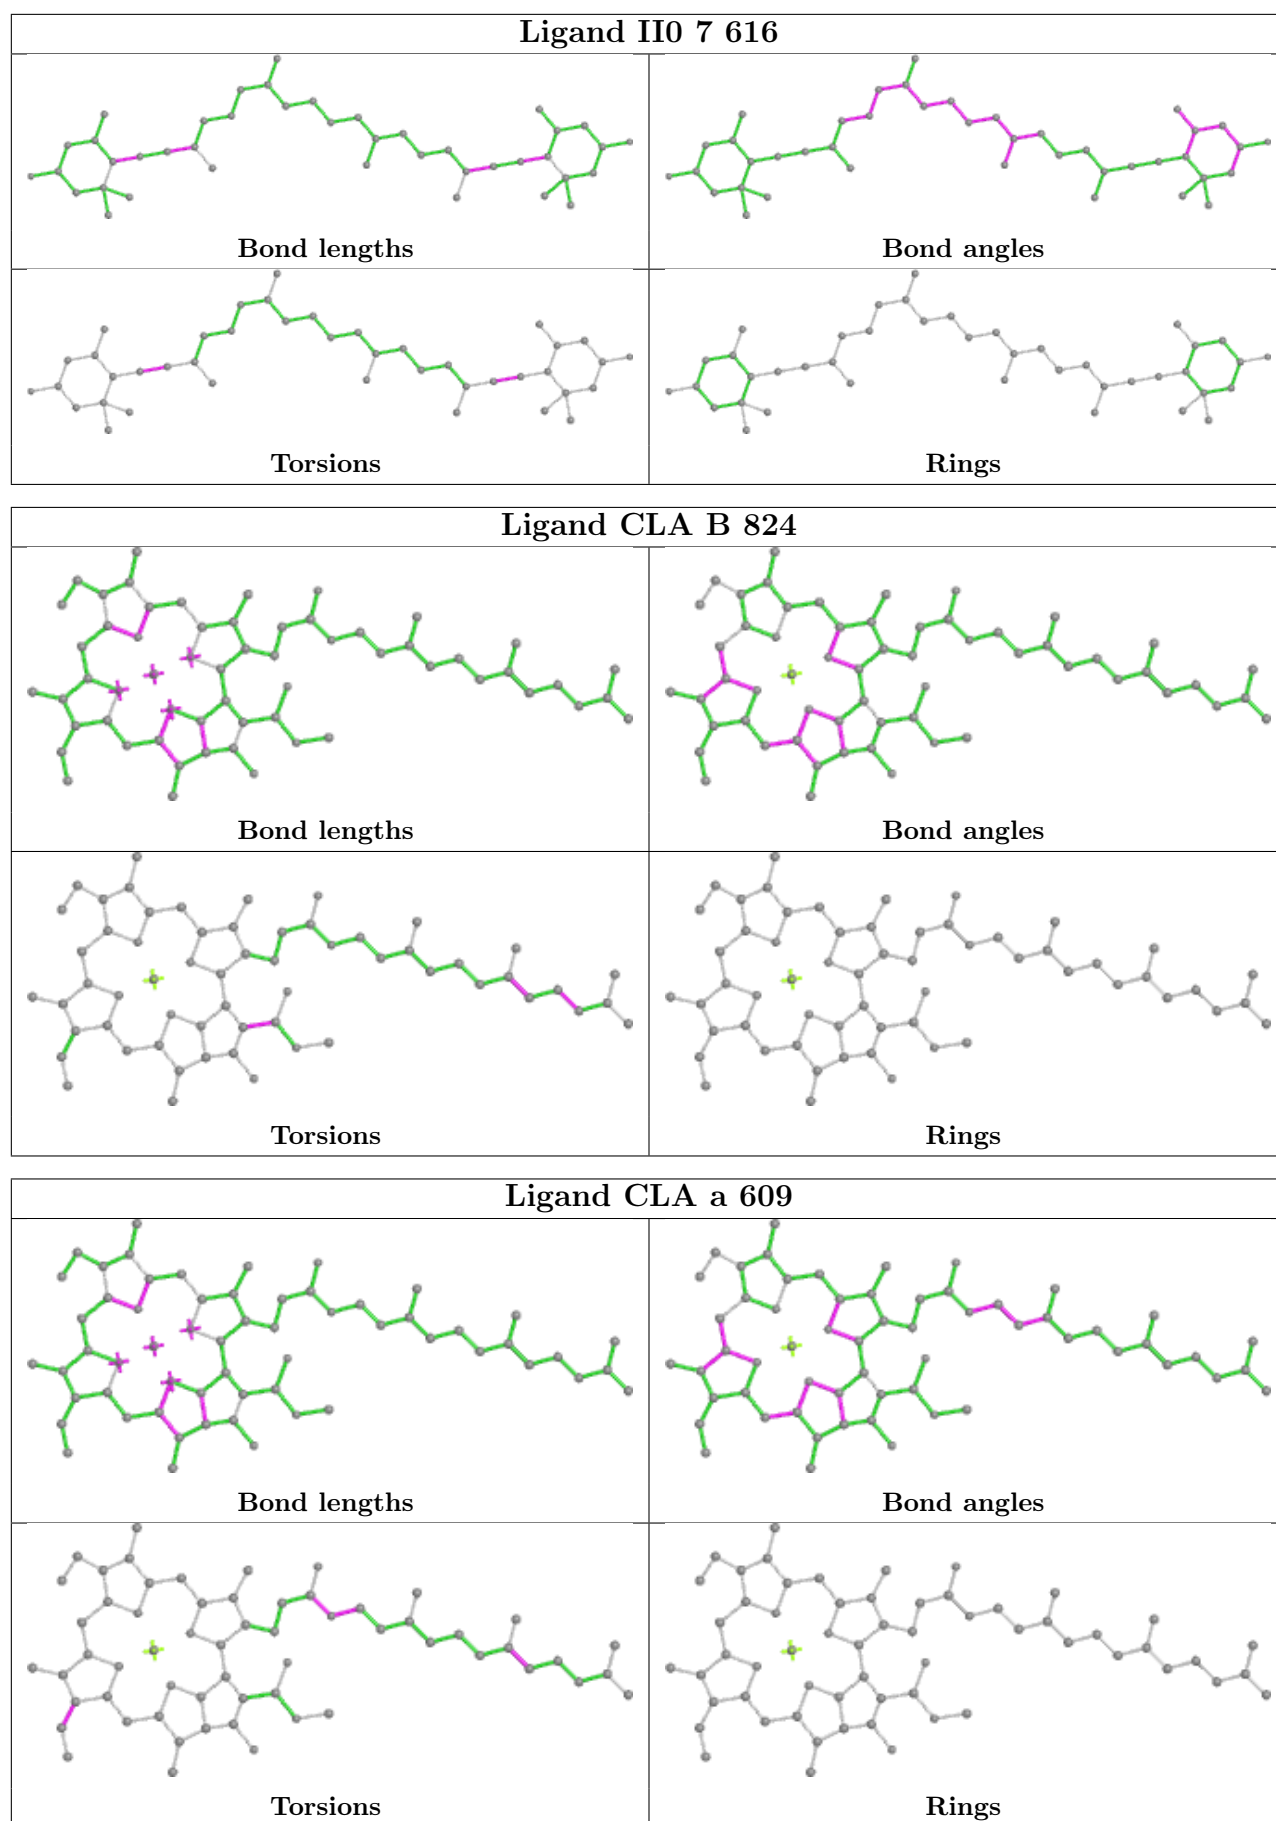 Ligand II0 7 616
Bond lengths
Bond angles
Torsions
Rings
Ligand CLA B 824
Bond lengths
Bond angles
Torsions
Rings
Ligand CLA a 609
Bond lengths
Bond angles
Torsions
Rings